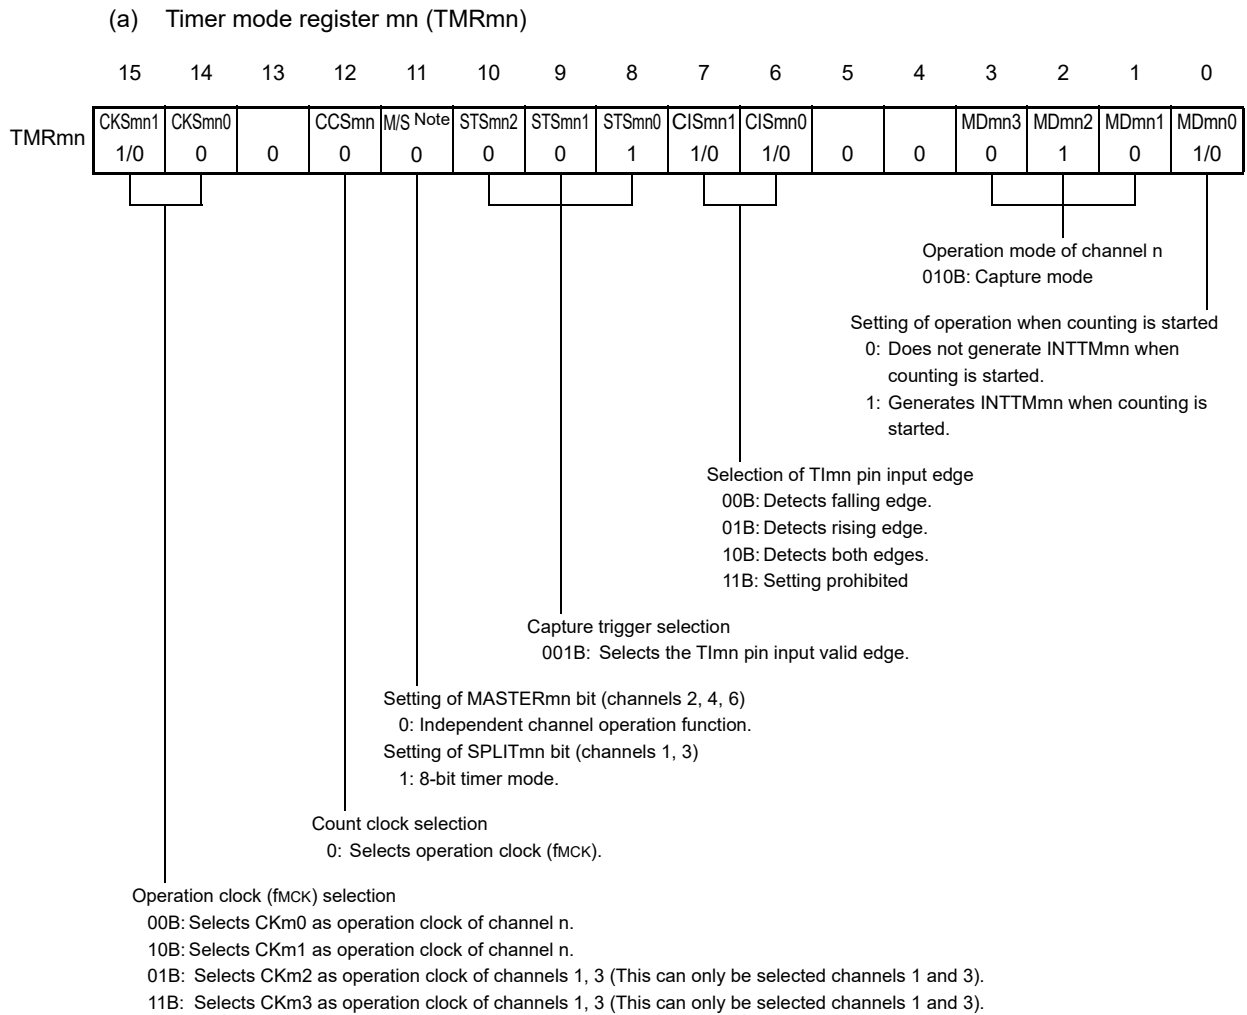 (a) Timer mode register mn (TMRmn)
15 14 13 12 11 10 9 8 7 6 5 4 3 2 1 0
TMRmn CKSmn1 CKSmn0 CCSmn M/S Note STSmn2 STSmn1 STSmn0 CISmn1 CISmn0 MDmn3 MDmn2 MDmn1 MDmn0
1/0 0 0 0 0 0 0 1 1/0 1/0 0 0 0 1 0 1/0
Operation mode of channel n
010B: Capture mode
Setting of operation when counting is started
0: Does not generate INTTMmn when
counting is started.
1: Generates INTTMmn when counting is
started.
Selection of TImn pin input edge
00B: Detects falling edge.
01B: Detects rising edge.
10B: Detects both edges.
11B: Setting prohibited
Capture trigger selection
001B: Selects the TImn pin input valid edge.
Setting of MASTERmn bit (channels 2, 4, 6)
0: Independent channel operation function.
Setting of SPLITmn bit (channels 1, 3)
1: 8-bit timer mode.
Count clock selection
0: Selects operation clock (fMCK).
Operation clock (fMCK) selection
00B: Selects CKm0 as operation clock of channel n.
10B: Selects CKm1 as operation clock of channel n.
01B: Selects CKm2 as operation clock of channels 1, 3 (This can only be selected channels 1 and 3).
11B: Selects CKm3 as operation clock of channels 1, 3 (This can only be selected channels 1 and 3).